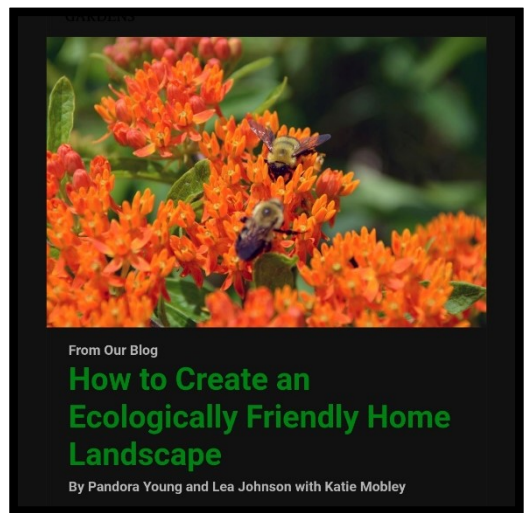 GARDENS
From Our Blog
How to Create an
Ecologically Friendly Home
Landscape
By Pandora Young and Lea Johnson with Katie Mobley